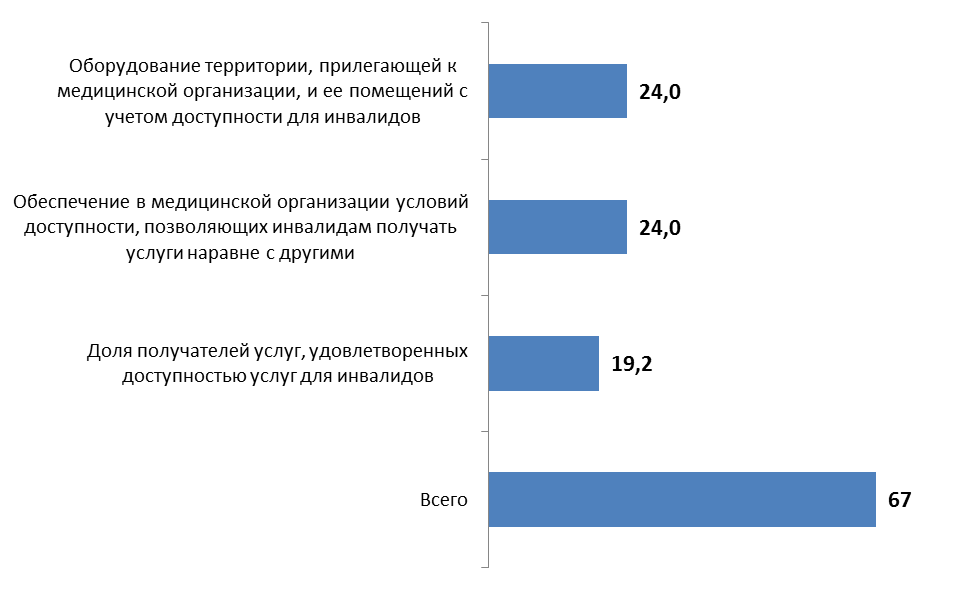 Оборудование территории, прилегающей к
медицинской организации, и ее помещений с
учетом доступности для инвалидов
24,0
Обеспечение в медицинской организации условий
доступности, позволяющих инвалидам получать
услуги наравне с другими
24,0
Доля получателей услуг, удовлетворенных
доступностью услуг для инвалидов
19,2
Всего
67